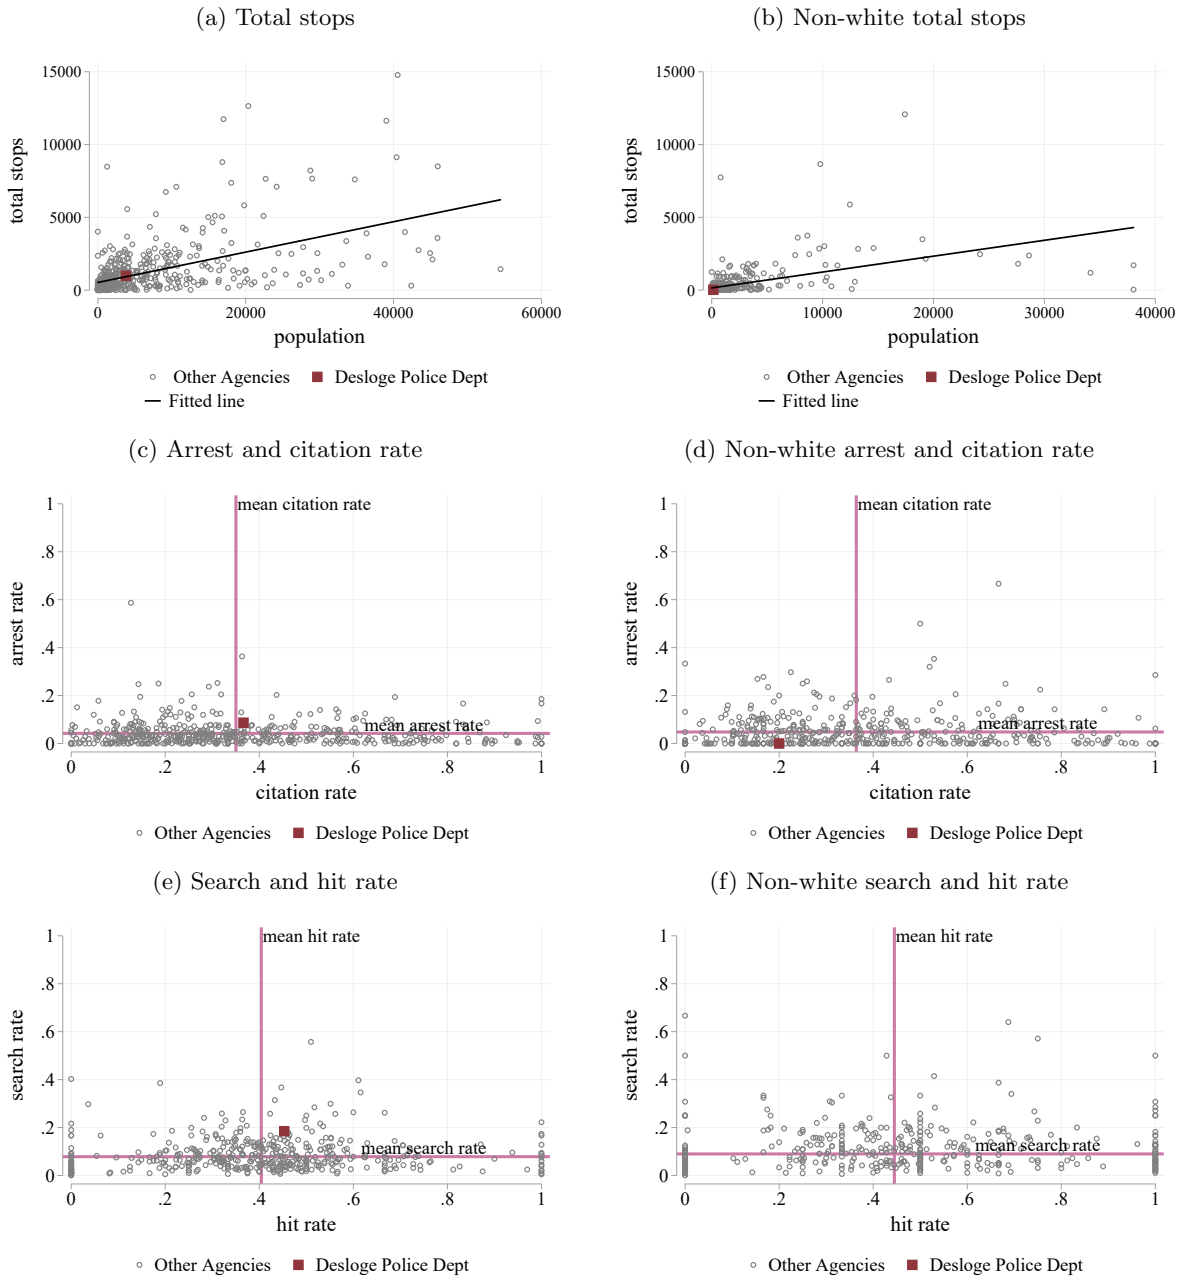 (a) Total stops
(b) Non-white total stops
15000
10000
5000
0
total stops
0 20000 40000 60000
population
Other Agencies Desloge Police Dept
Fitted line
15000
10000
5000
0
total stops
0 10000 20000 30000 40000
population
Other Agencies Desloge Police Dept
Fitted line
(c) Arrest and citation rate
(d) Non-white arrest and citation rate
1
.8
.6
.4
.2
0
arrest rate
mean citation rate
mean arrest rate
0 .2 .4 .6 .8 1
citation rate
Other Agencies Desloge Police Dept
1
.8
.6
.4
.2
0
arrest rate
mean citation rate
mean arrest rate
0 .2 .4 .6 .8 1
citation rate
Other Agencies Desloge Police Dept
(e) Search and hit rate
(f) Non-white search and hit rate
1
.8
.6
.4
.2
0
search rate
mean hit rate
mean search rate
0 .2 .4 .6 .8 1
hit rate
Other Agencies Desloge Police Dept
1
.8
.6
.4
.2
0
search rate
mean hit rate
mean search rate
0 .2 .4 .6 .8 1
hit rate
Other Agencies Desloge Police Dept